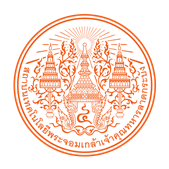 สถาบันเทคโนโลยีพระจอมเกล้าเจ้าคุณทหารลาดกระบัง
๔